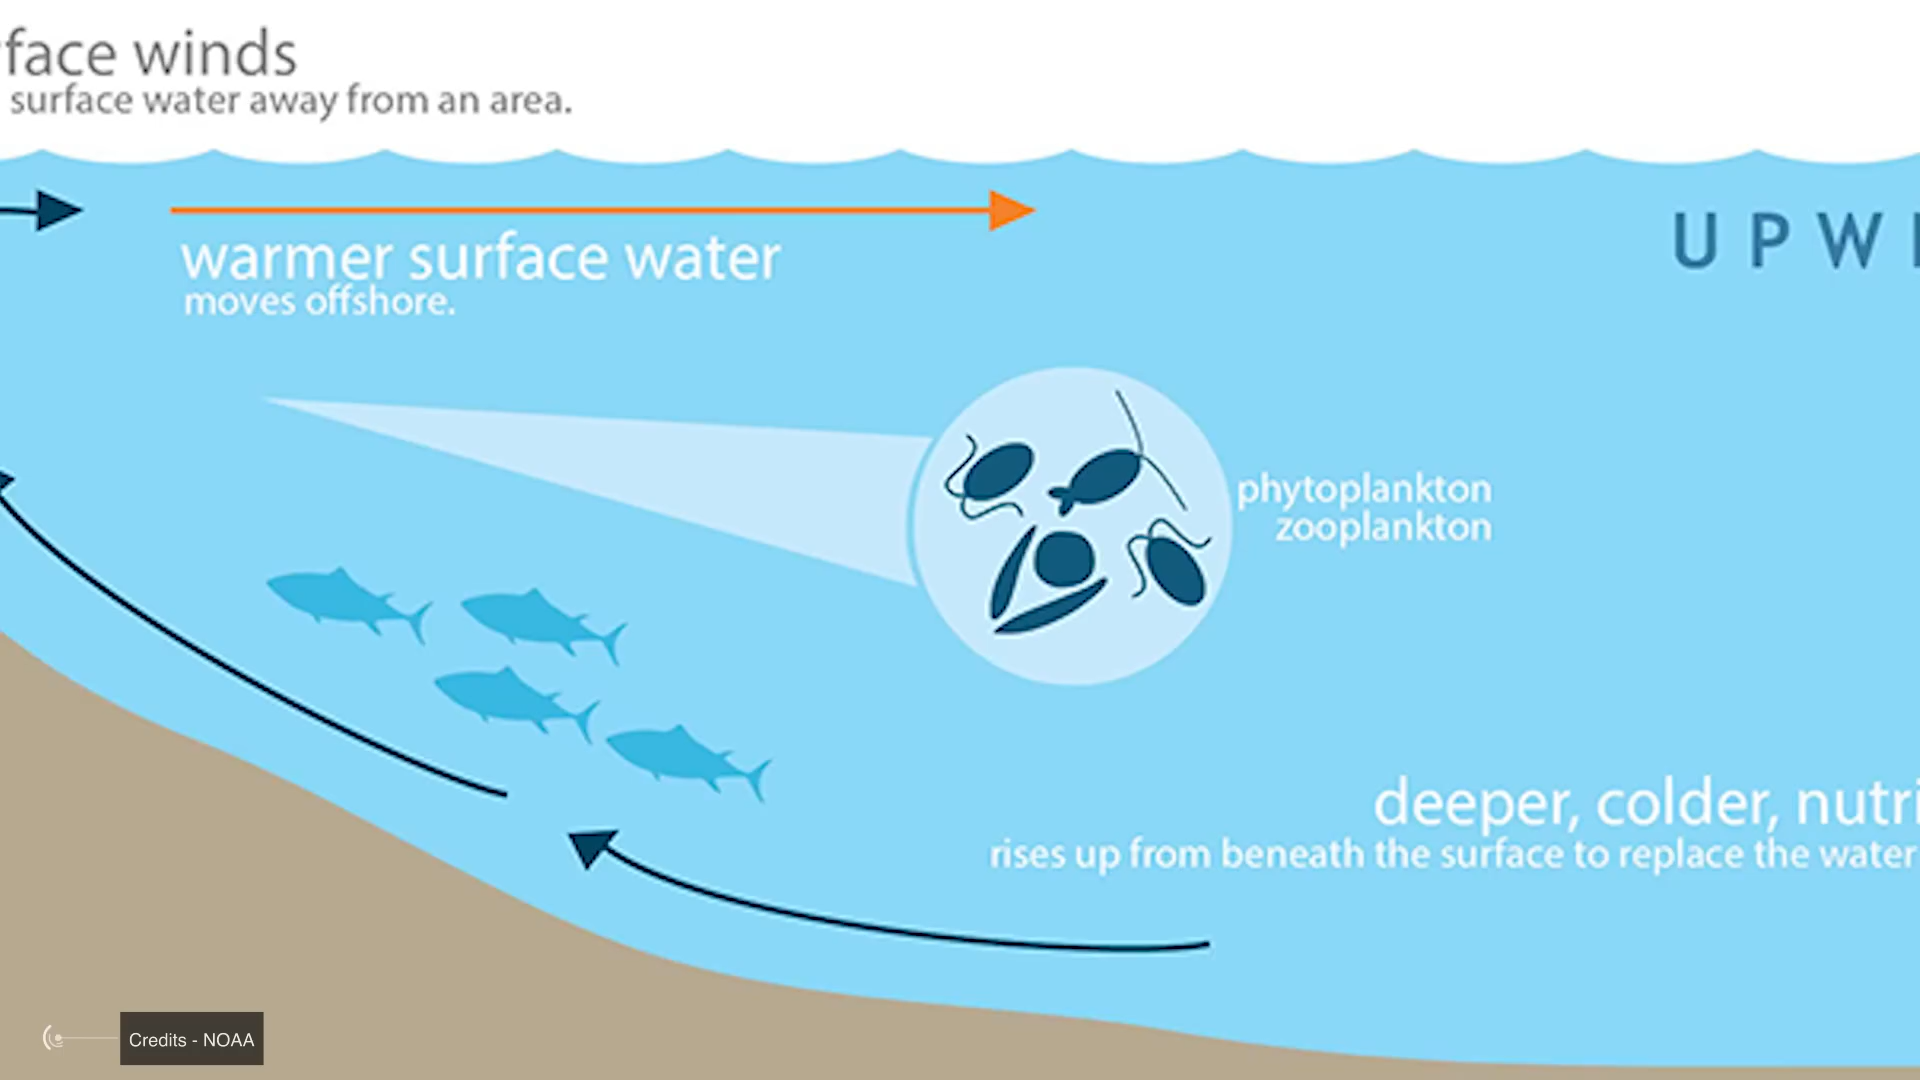 face winds
surface water away from an area.
UPW
warmer surface water
moves offshore.
phytoplankton
zooplankton
deeper, colder, nutri
rises up from beneath the surface to replace the water
Credits - NOAA